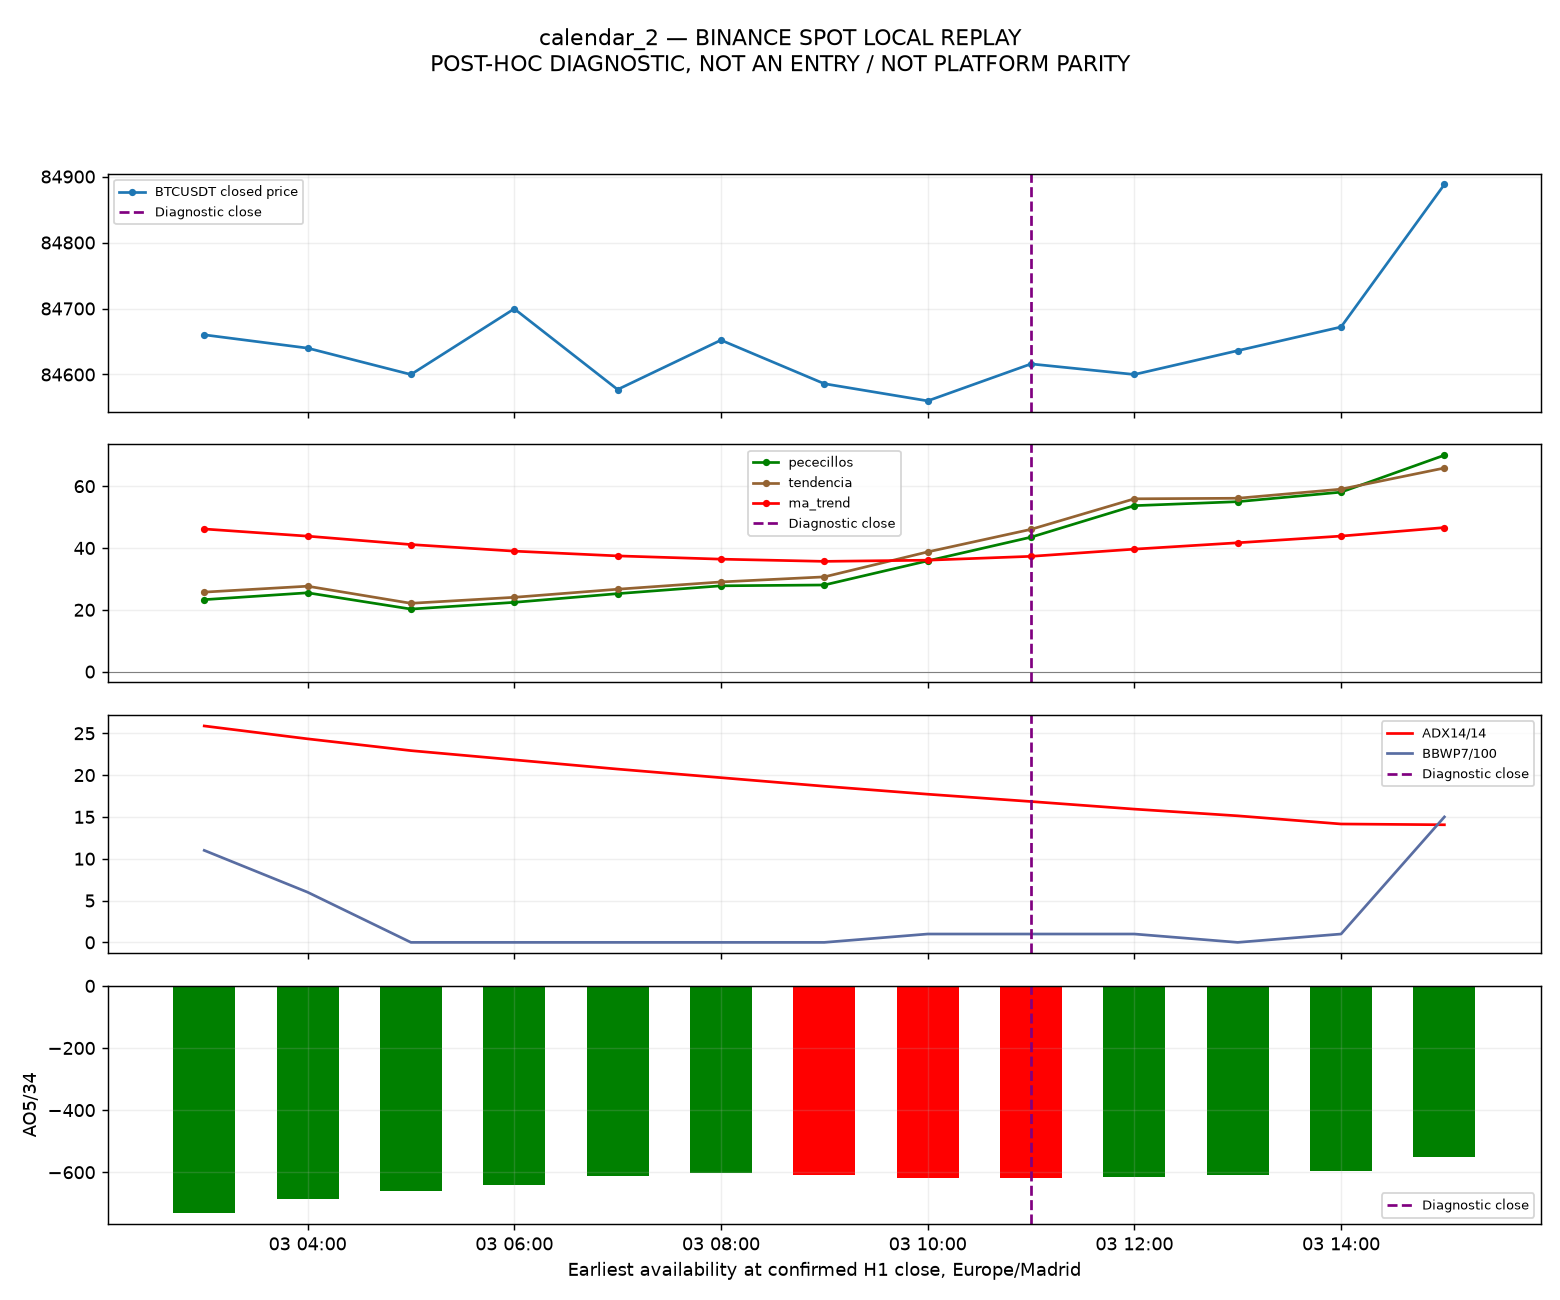 calendar_2 — BINANCE SPOT LOCAL REPLAY
POST-HOC DIAGNOSTIC, NOT AN ENTRY / NOT PLATFORM PARITY
84900
84800
84700
84600
BTCUSDT closed price
Diagnostic close
60
40
20
0
pececillos
tendencia
ma_trend
Diagnostic close
25
20
15
10
5
0
ADX14/14
BBWP7/100
Diagnostic close
0
−200
−400
−600
AO5/34
Diagnostic close
03 04:00
03 06:00
03 08:00
03 10:00
03 12:00
03 14:00
Earliest availability at confirmed H1 close, Europe/Madrid